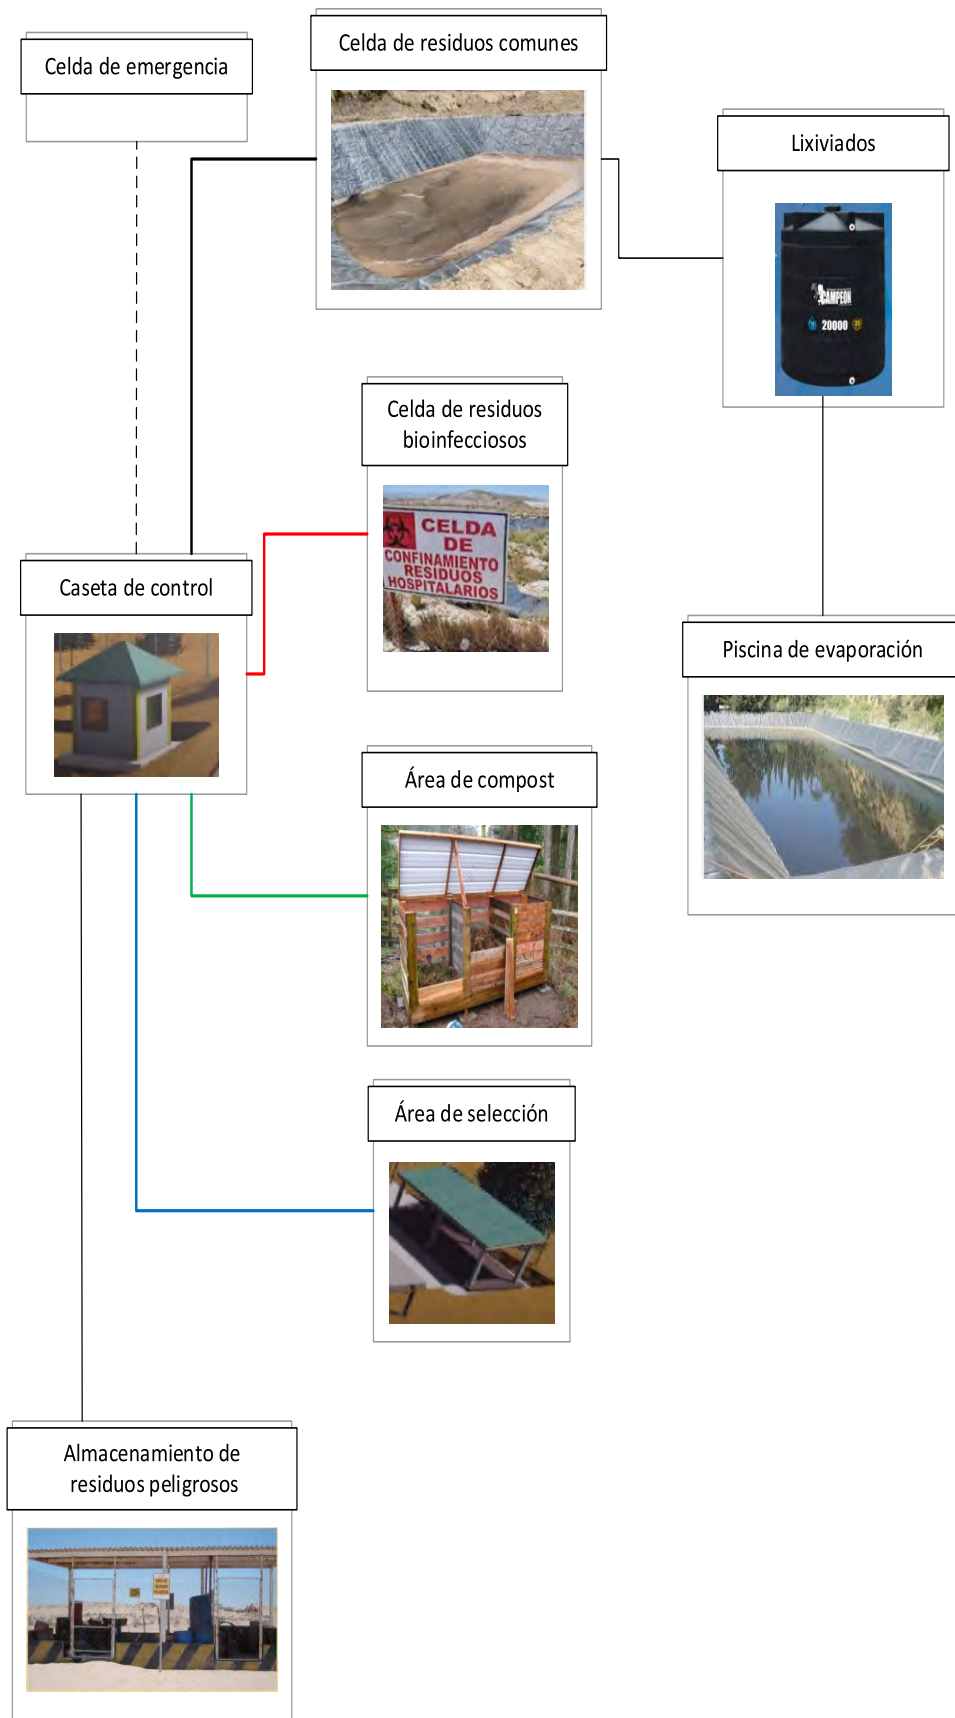 Celda de emergencia
Celda de residuos comunes
Lixiviados
CAMPEON
20000
Celda de residuos
bioinfecciosos
CELDA
DE
CONFINAMIENTO
RESIDUOS
HOSPITALARIOS
Caseta de control
Piscina de evaporación
Área de compost
Área de selección
Almacenamiento de
residuos peligrosos